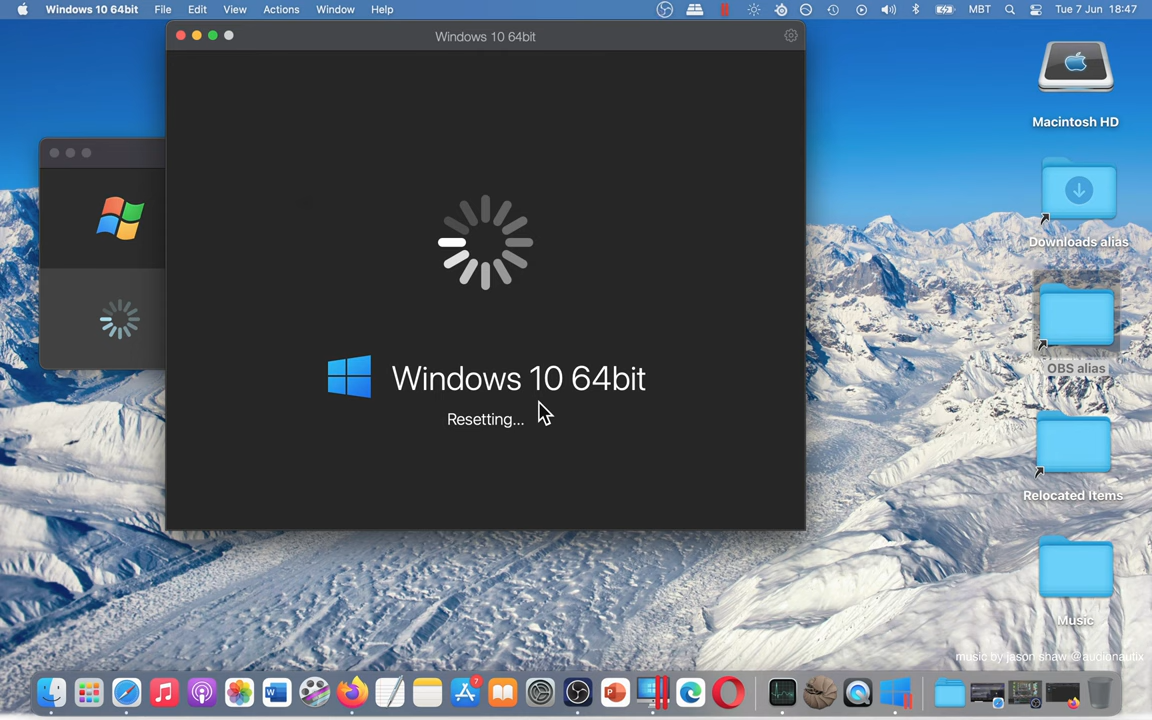 Windows 10 64bit File Edit View Actions Window Help MBT Tue 7 Jun 18:47
Windows 10 64bit
Macintosh HD
Downloads alias
OBS alias
Windows 10 64bit
Resetting...
Relocated Items
Music
music by jason shaw @audionautix
7